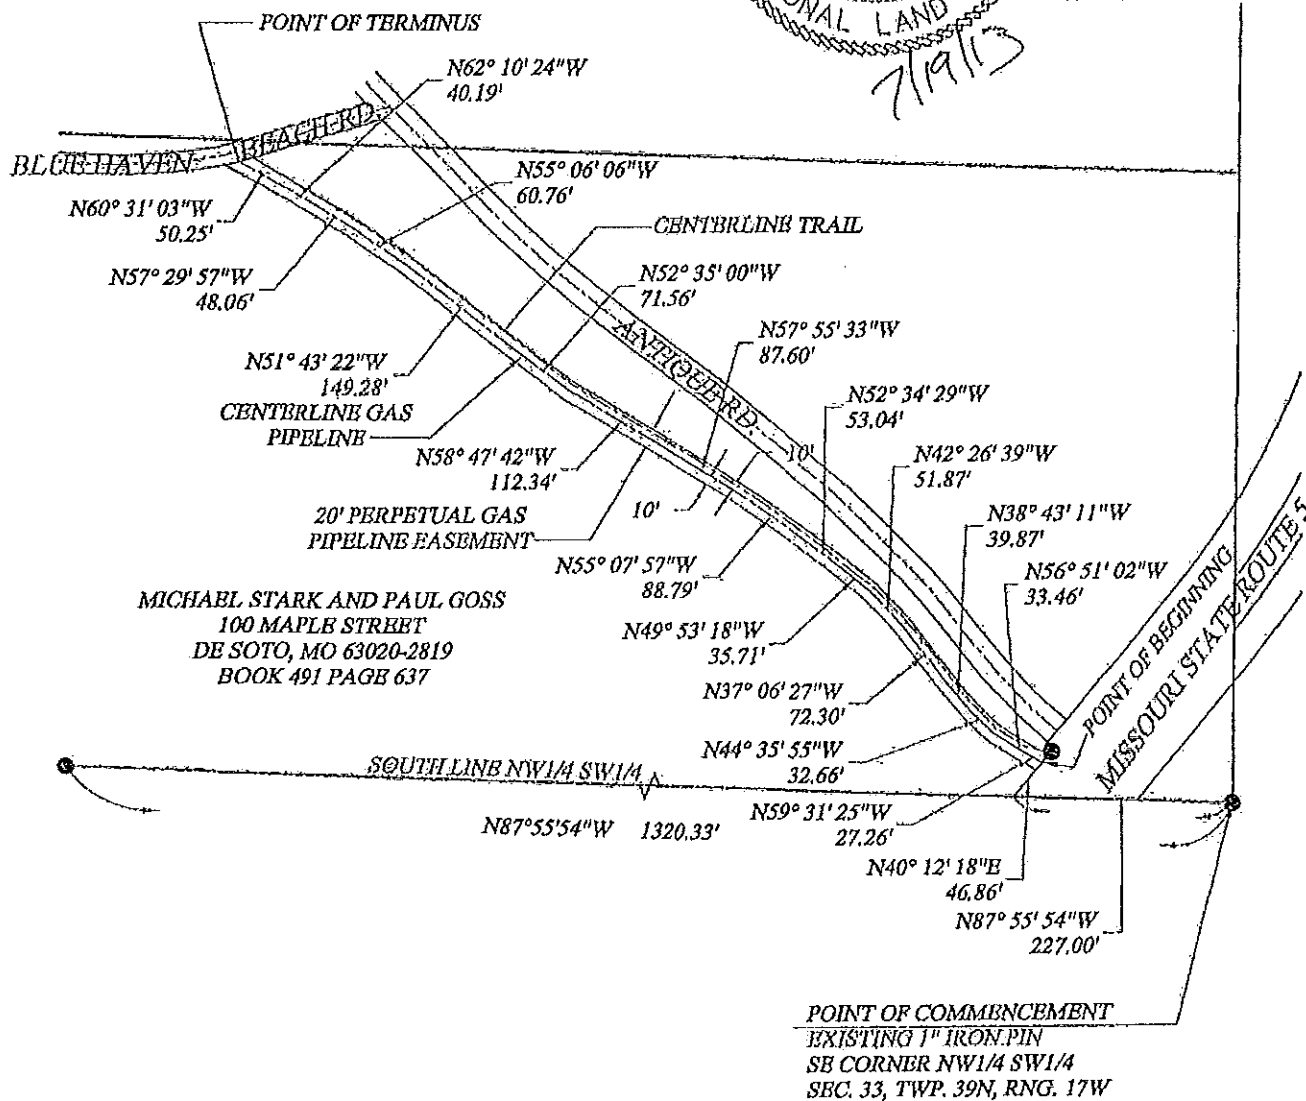 ONAL LAND
7/19/13
POINT OF TERMINUS
N62° 10' 24"W
40.19'
BLUE HAVEN BEACH RD.
N60° 31' 03"W
50.25'
N55° 06' 06"W
60.76'
CENTERLINE TRAIL
N57° 29' 57"W
48.06'
N52° 35' 00"W
71.56'
ANTIQUE RD.
N57° 55' 33"W
87.60'
N51° 43' 22"W
149.28'
CENTERLINE GAS
PIPELINE
N52° 34' 29"W
53.04'
N58° 47' 42"W
112.34'
10'
10'
N42° 26' 39"W
51.87'
20' PERPETUAL GAS
PIPELINE EASEMENT
N38° 43' 11"W
39.87'
N55° 07' 57"W
88.79'
N56° 51' 02"W
33.46'
MICHAEL STARK AND PAUL GOSS
100 MAPLE STREET
DE SOTO, MO 63020-2819
BOOK 491 PAGE 637
N49° 53' 18"W
35.71'
POINT OF BEGINNING
MISSOURI STATE ROUTE 5
N37° 06' 27"W
72.30'
N44° 35' 55"W
32.66'
SOUTH LINE NW1/4 SW1/4
N59° 31' 25"W
27.26'
N87°55'54"W 1320.33'
N40° 12' 18"E
46.86'
N87° 55' 54"W
227.00'
POINT OF COMMENCEMENT
EXISTING 1" IRON PIN
SE CORNER NW1/4 SW1/4
SEC. 33, TWP. 39N, RNG. 17W